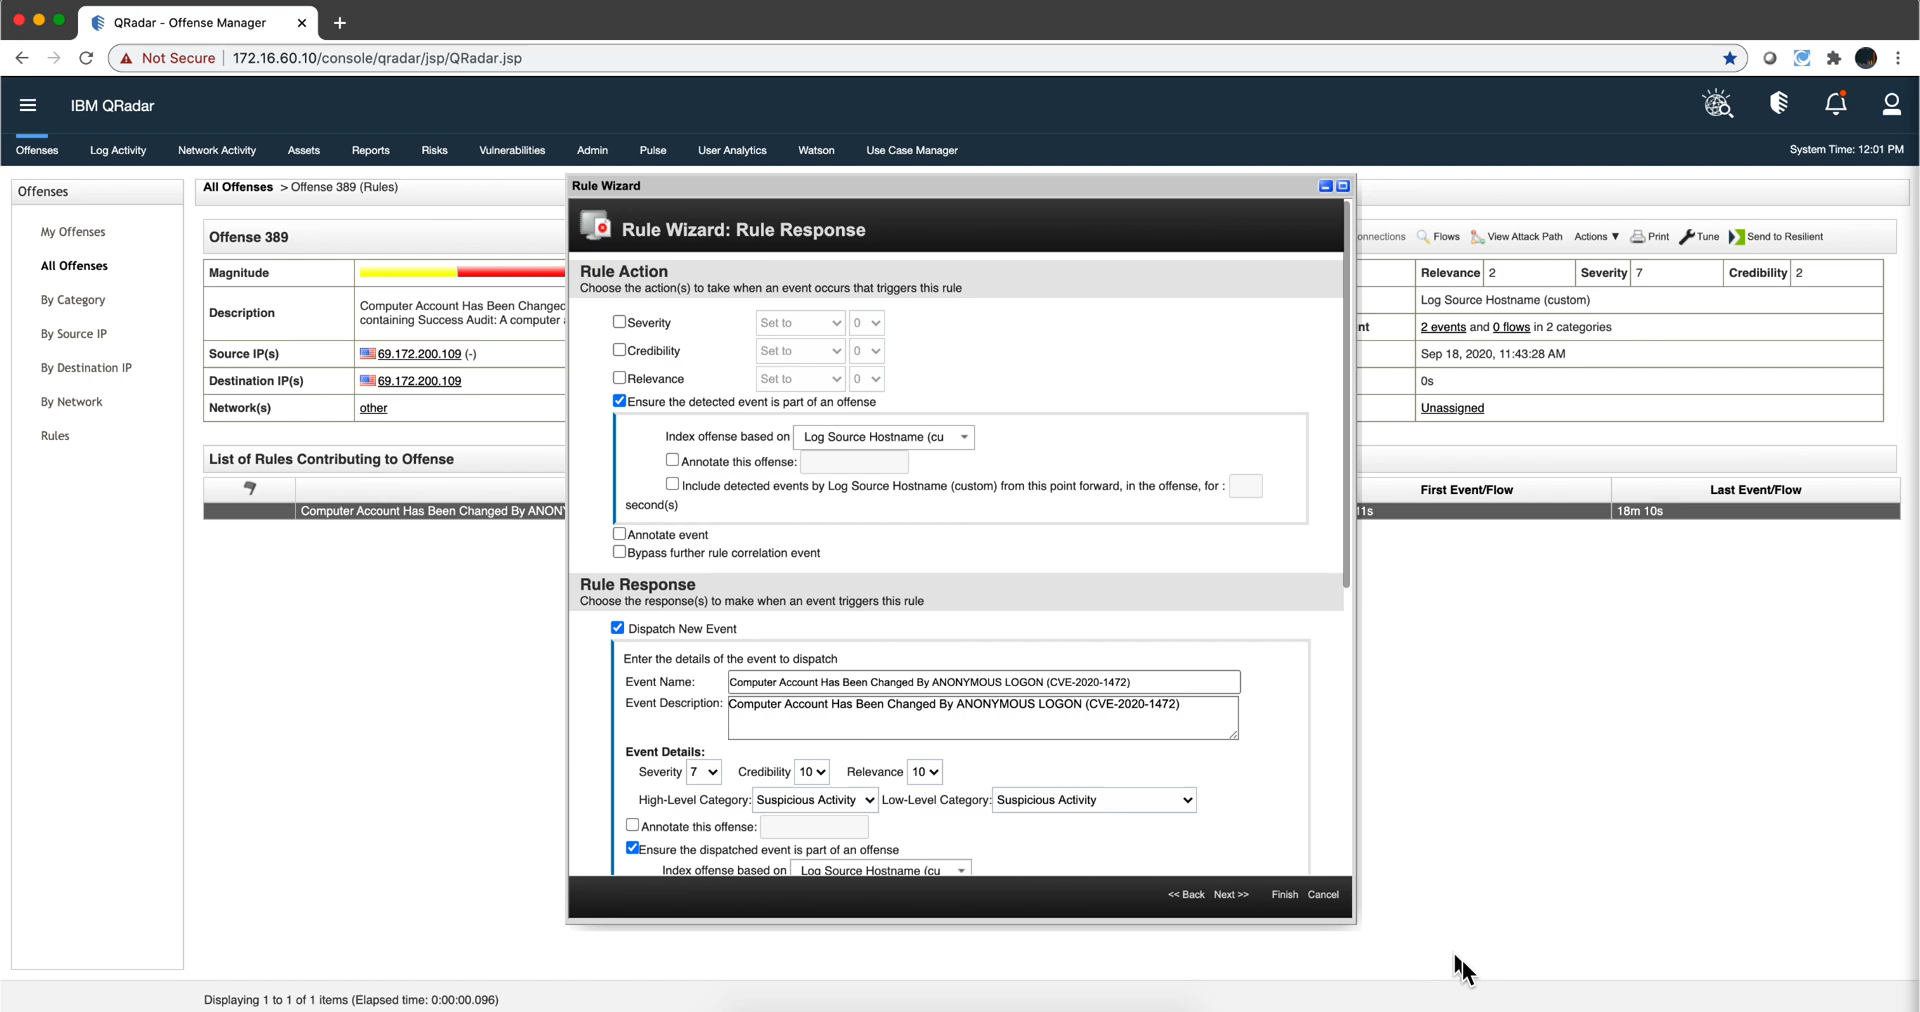 QRadar - Offense Manager
Not Secure 172.16.60.10/console/qradar/jsp/QRadar.jsp
IBM QRadar
Offenses Log Activity Network Activity Assets Reports Risks Vulnerabilities Admin Pulse User Analytics Watson Use Case Manager System Time: 12:01 PM
Offenses
My Offenses
All Offenses
By Category
By Source IP
By Destination IP
By Network
Rules
All Offenses > Offense 389 (Rules)
Offense 389
onnections Flows View Attack Path Actions ▼ Print Tune Send to Resilient
Magnitude
Relevance 2 Severity 7 Credibility 2
Description
Computer Account Has Been Changed
containing Success Audit: A computer
Log Source Hostname (custom)
nt 2 events and 0 flows in 2 categories
Source IP(s) 69.172.200.109 (-)
Sep 18, 2020, 11:43:28 AM
Destination IP(s) 69.172.200.109
0s
Network(s) other
Unassigned
List of Rules Contributing to Offense
First Event/Flow Last Event/Flow
Computer Account Has Been Changed By ANON
11s 18m 10s
Rule Wizard
Rule Wizard: Rule Response
Rule Action
Choose the action(s) to take when an event occurs that triggers this rule
Severity Set to 0
Credibility Set to 0
Relevance Set to 0
Ensure the detected event is part of an offense
Index offense based on Log Source Hostname (cu
Annotate this offense:
Include detected events by Log Source Hostname (custom) from this point forward, in the offense, for :
second(s)
Annotate event
Bypass further rule correlation event
Rule Response
Choose the response(s) to make when an event triggers this rule
Dispatch New Event
Enter the details of the event to dispatch
Event Name: Computer Account Has Been Changed By ANONYMOUS LOGON (CVE-2020-1472)
Event Description: Computer Account Has Been Changed By ANONYMOUS LOGON (CVE-2020-1472)
Event Details:
Severity 7 Credibility 10 Relevance 10
High-Level Category: Suspicious Activity Low-Level Category: Suspicious Activity
Annotate this offense:
Ensure the dispatched event is part of an offense
Index offense based on Log Source Hostname (cu
<< Back Next >> Finish Cancel
Displaying 1 to 1 of 1 items (Elapsed time: 0:00:00.096)